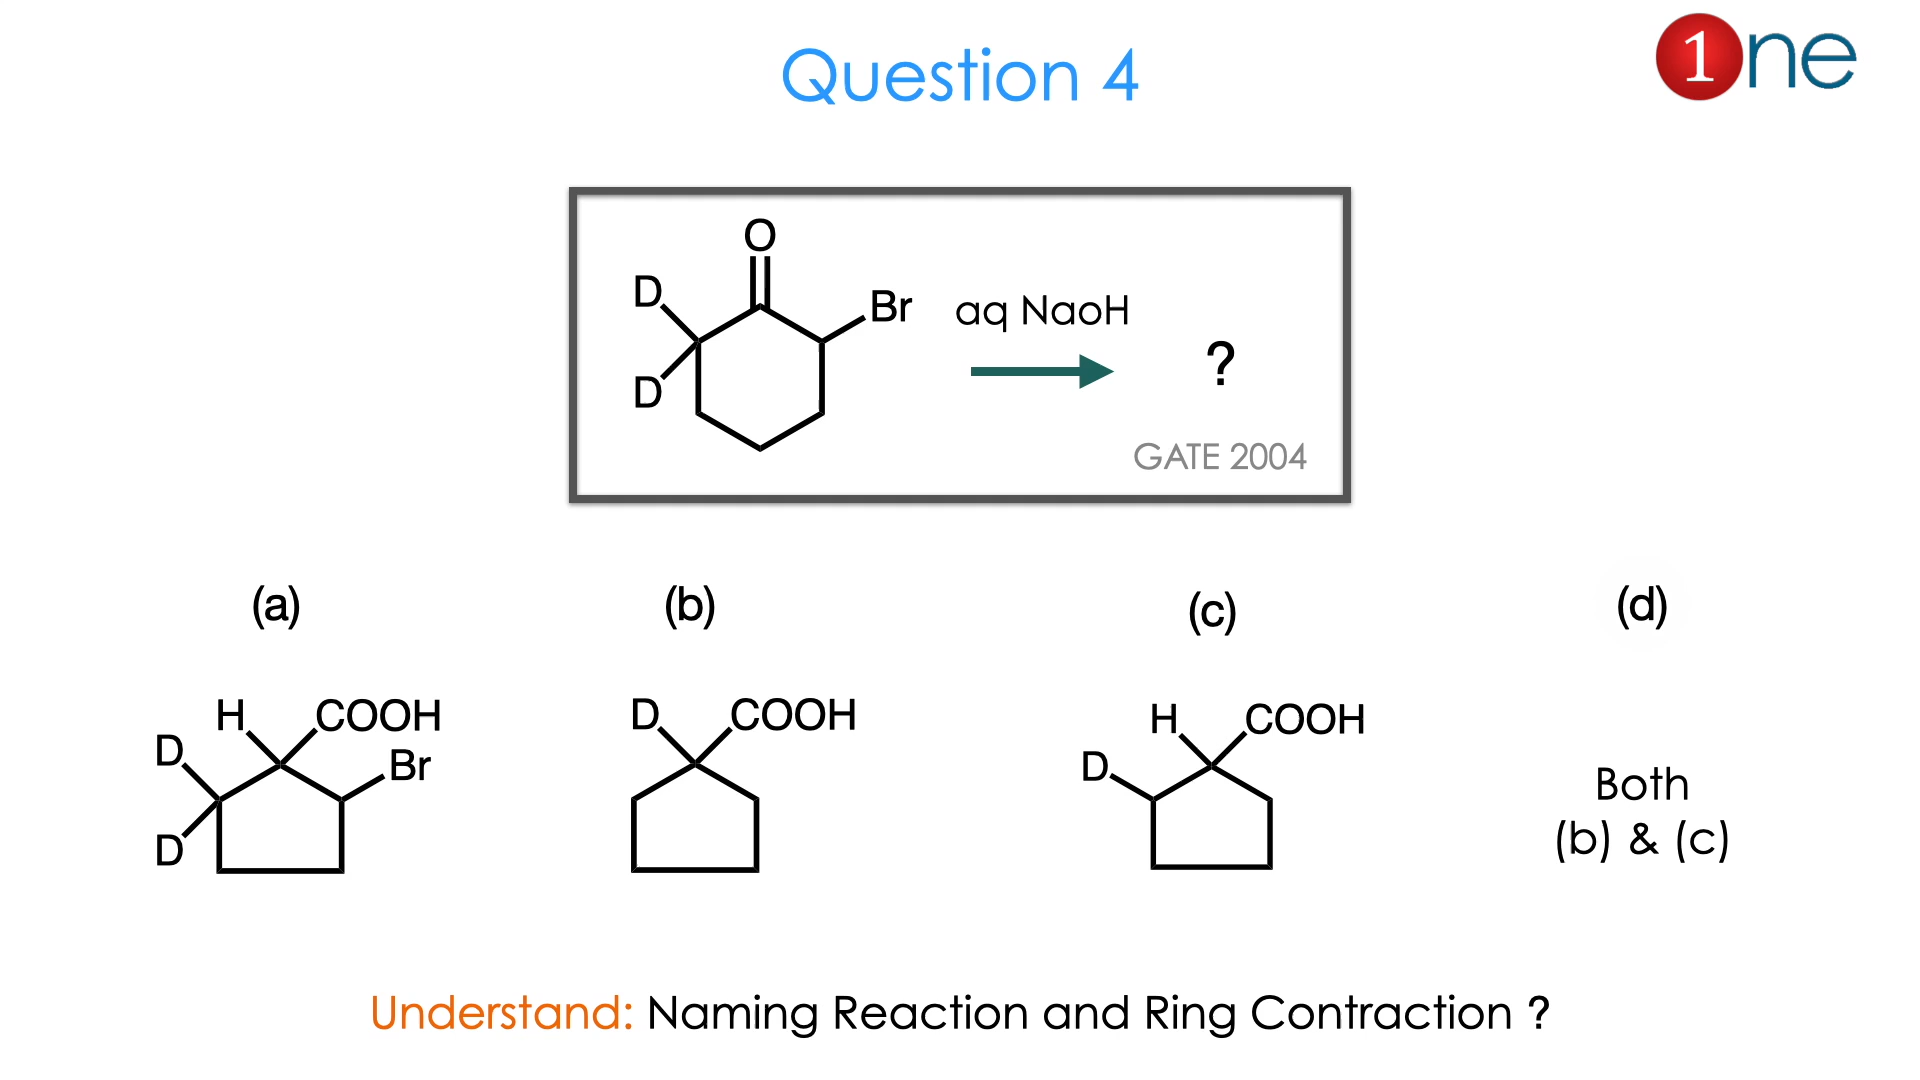 Question 4
1ne
O
D
Br
D
aq NaoH
?
GATE 2004
(a)
(b)
(c)
(d)
H COOH
D
Br
D
D COOH
H COOH
D
Both
(b) & (c)
Understand: Naming Reaction and Ring Contraction ?